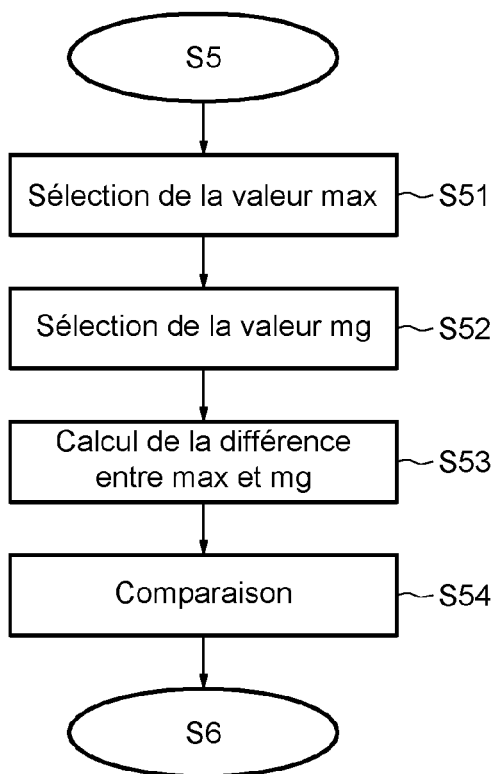 S5
Sélection de la valeur max
S51
Sélection de la valeur mg
S52
Calcul de la différence
entre max et mg
S53
Comparaison
S54
S6